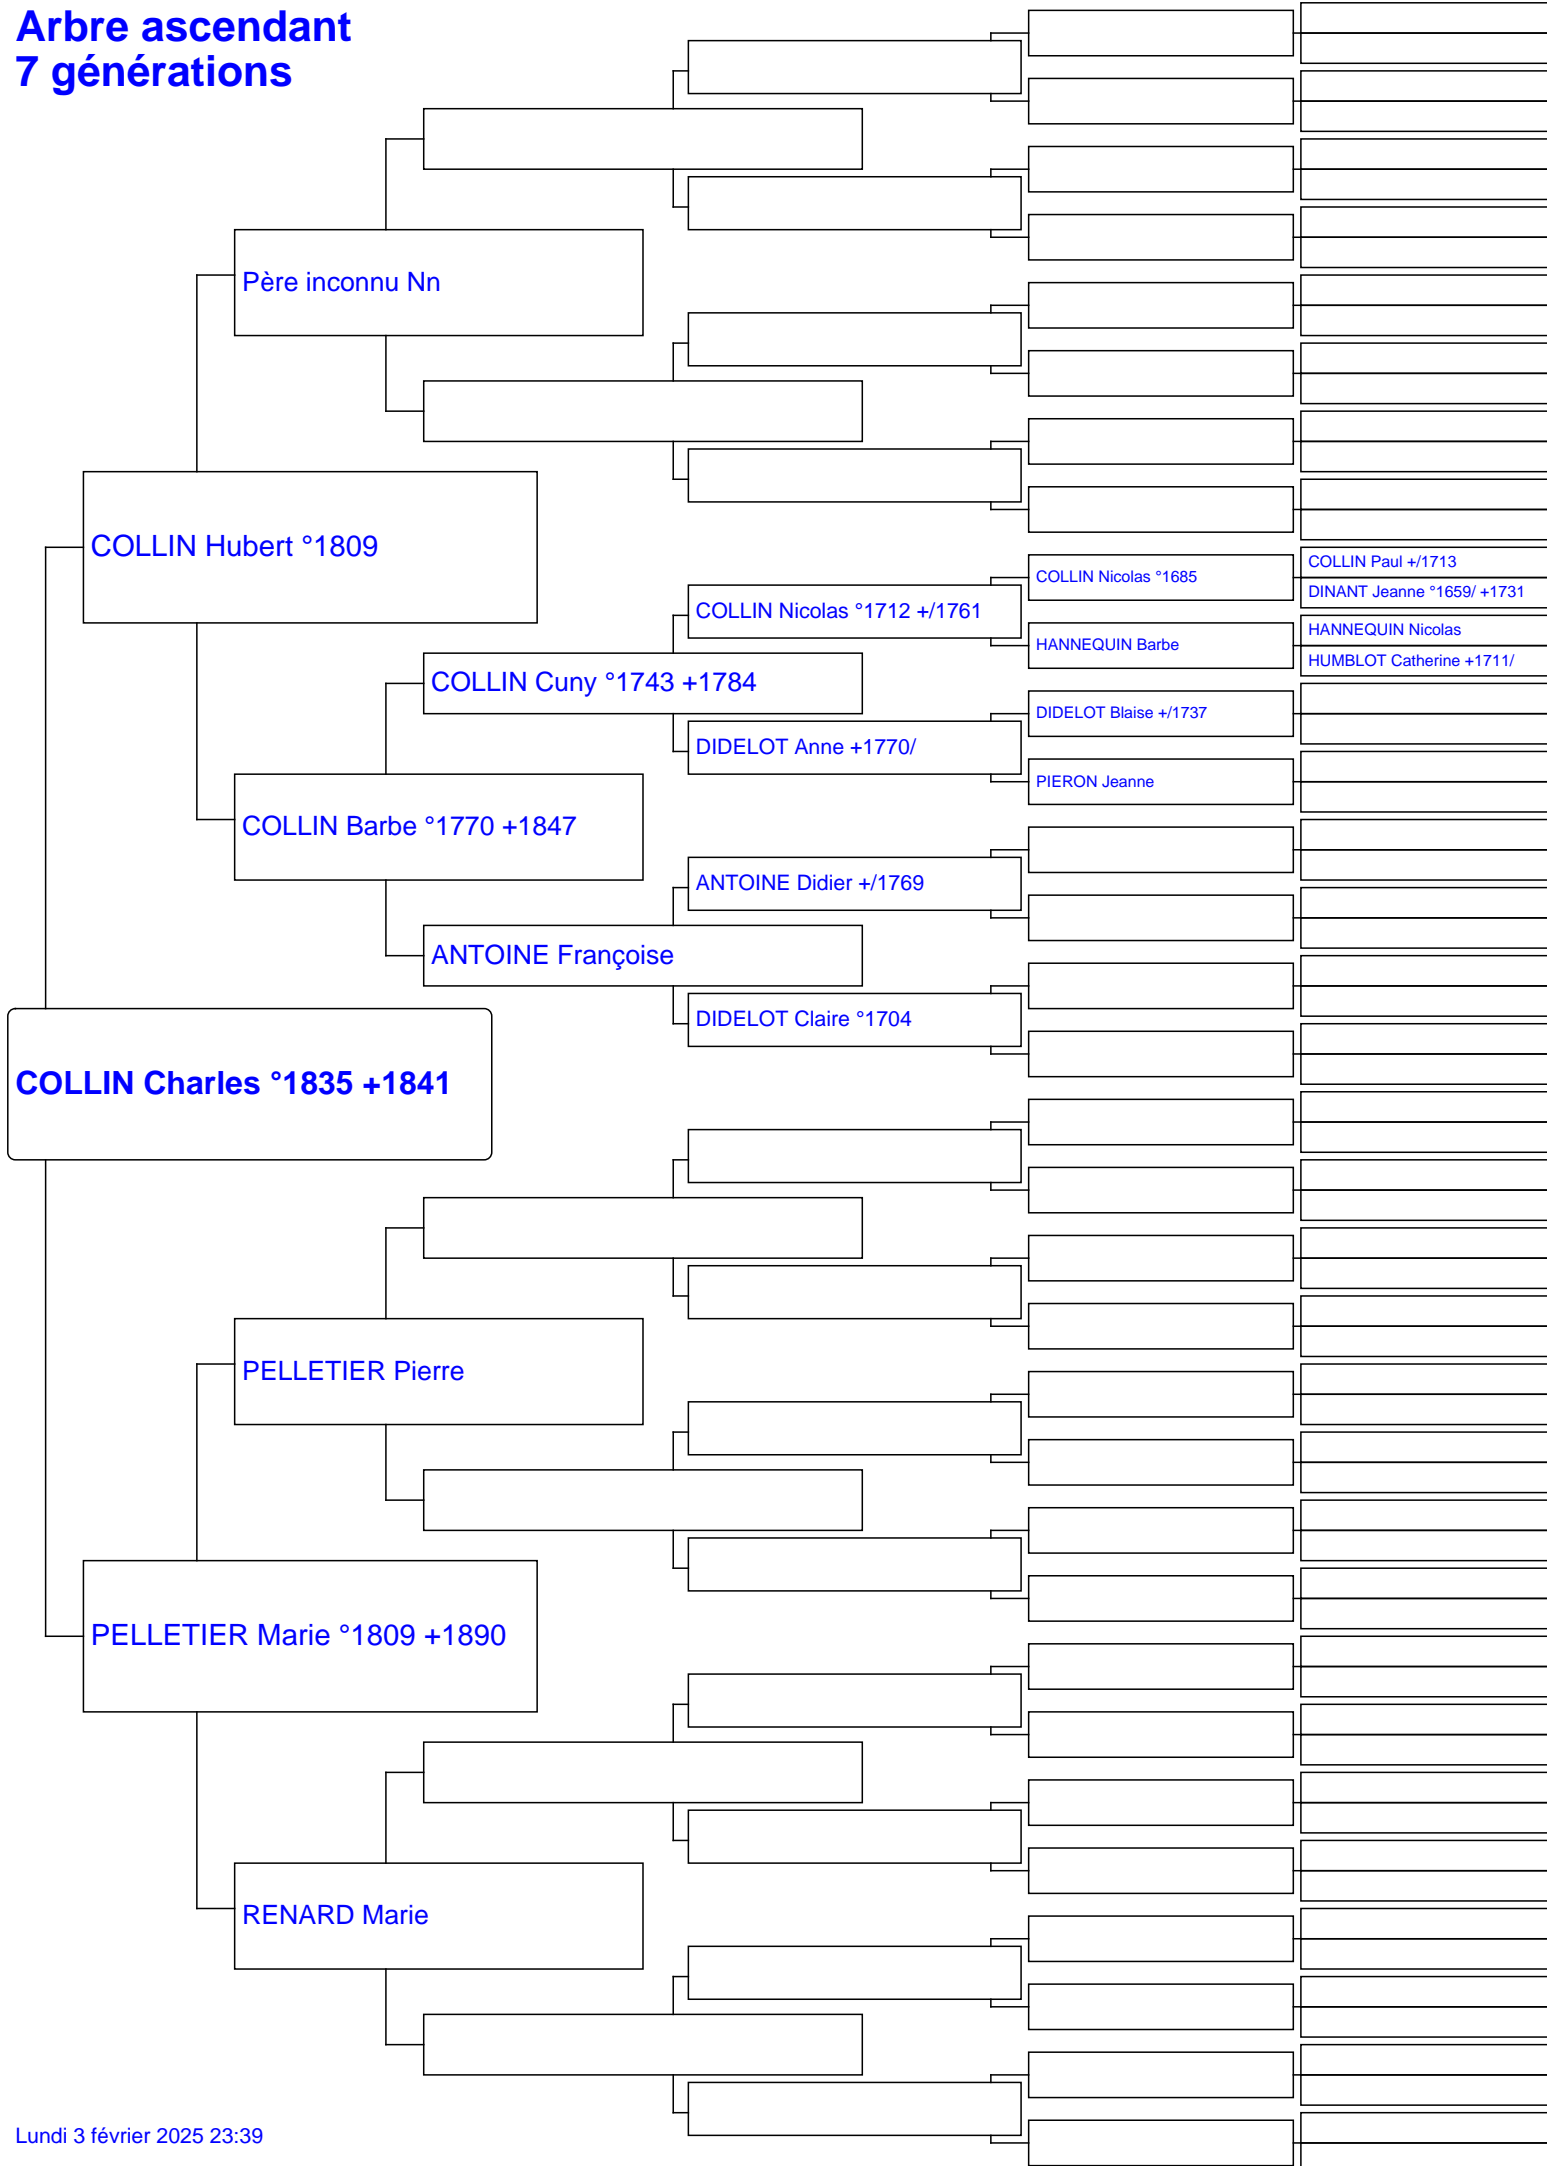 Arbre ascendant
7 générations
Père inconnu Nn
COLLIN Hubert °1809
COLLIN Nicolas °1685
COLLIN Paul +/1713
DINANT Jeanne °1659/ +1731
COLLIN Nicolas °1712 +/1761
HANNEQUIN Barbe
HANNEQUIN Nicolas
HUMBLOT Catherine +1711/
COLLIN Cuny °1743 +1784
DIDELOT Blaise +/1737
DIDELOT Anne +1770/
PIERON Jeanne
COLLIN Barbe °1770 +1847
ANTOINE Didier +/1769
ANTOINE Françoise
DIDELOT Claire °1704
COLLIN Charles °1835 +1841
PELLETIER Pierre
PELLETIER Marie °1809 +1890
RENARD Marie
Lundi 3 février 2025 23:39